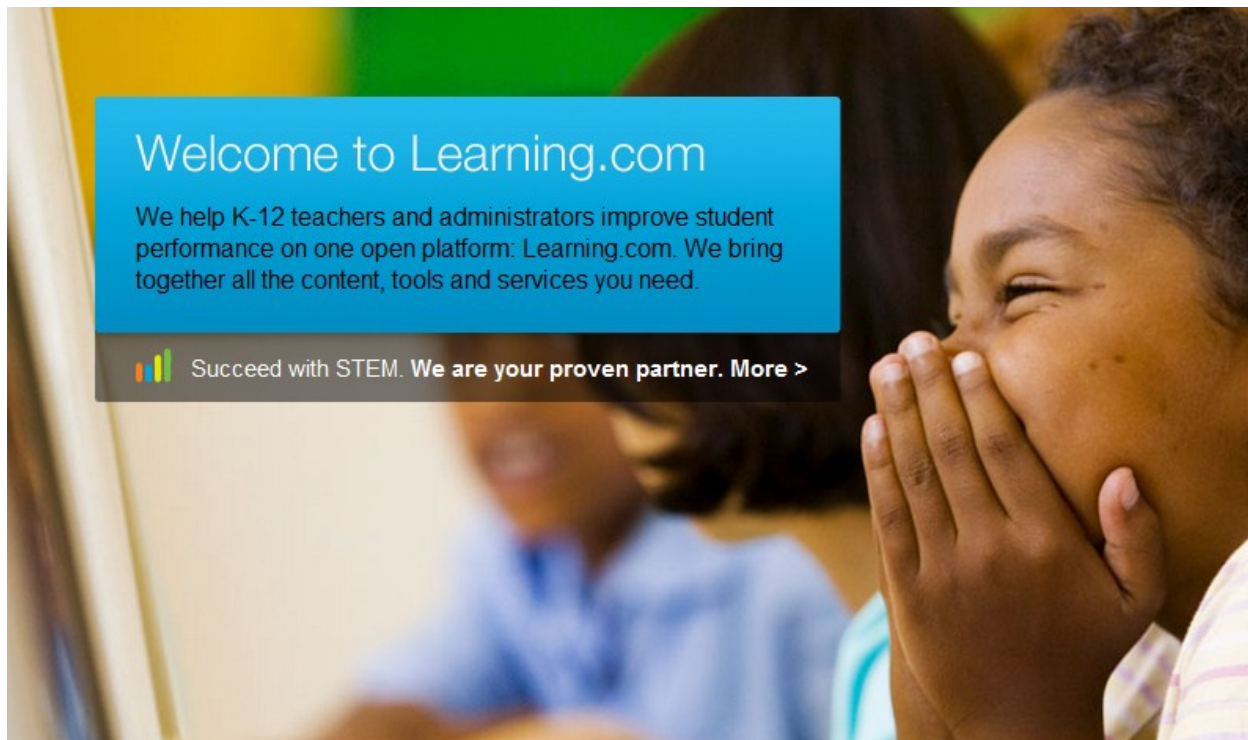 Welcome to Learning.com
We help K-12 teachers and administrators improve student
performance on one open platform: Learning.com. We bring
together all the content, tools and services you need.
Succeed with STEM. We are your proven partner. More >